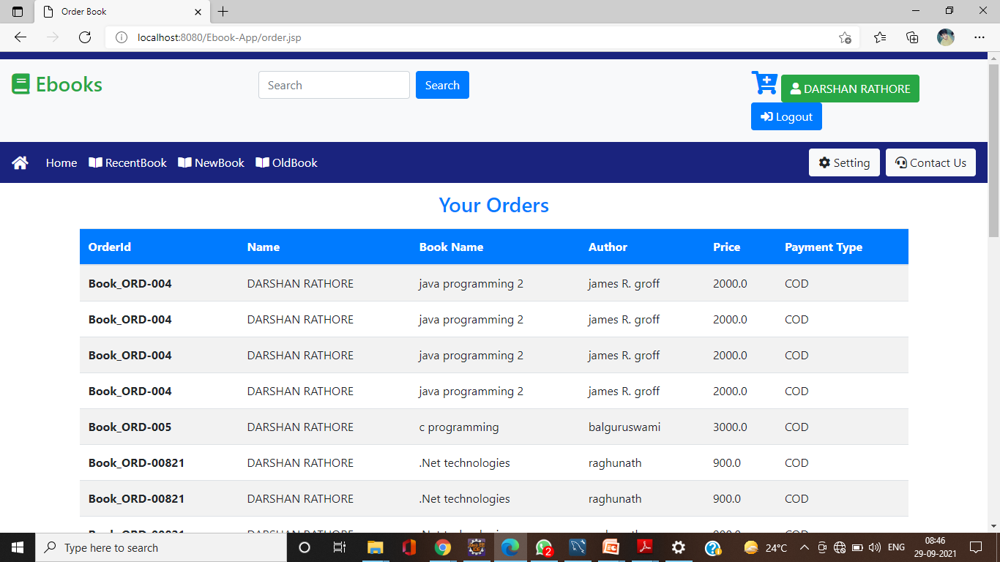 Order Book
localhost:8080/Ebook-App/order.jsp
Ebooks
Search
Search
DARSHAN RATHORE
Logout
Home
RecentBook
NewBook
OldBook
Setting
Contact Us
Your Orders
OrderId Name Book Name Author Price Payment Type
Book_ORD-004 DARSHAN RATHORE java programming 2 james R. groff 2000.0 COD
Book_ORD-004 DARSHAN RATHORE java programming 2 james R. groff 2000.0 COD
Book_ORD-004 DARSHAN RATHORE java programming 2 james R. groff 2000.0 COD
Book_ORD-004 DARSHAN RATHORE java programming 2 james R. groff 2000.0 COD
Book_ORD-005 DARSHAN RATHORE c programming balguruswami 3000.0 COD
Book_ORD-00821 DARSHAN RATHORE .Net technologies raghunath 900.0 COD
Book_ORD-00821 DARSHAN RATHORE .Net technologies raghunath 900.0 COD
Type here to search
2
24°C
ENG
08:46
29-09-2021